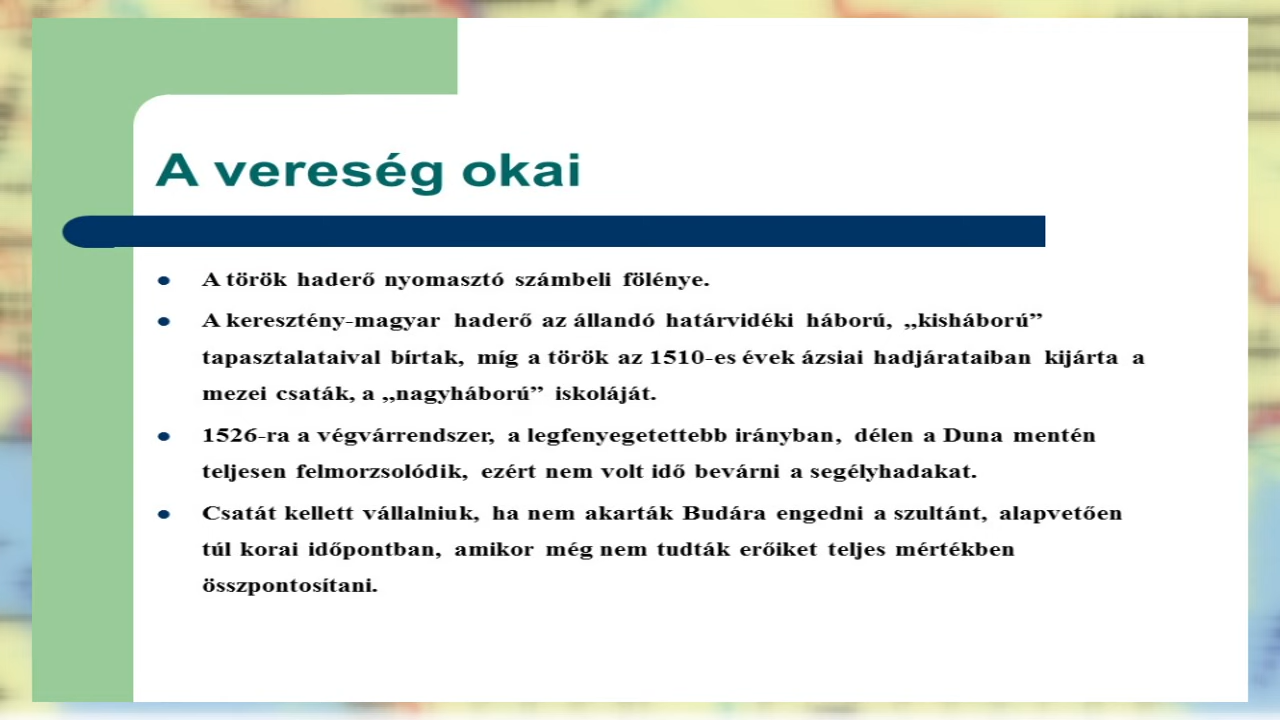 A vereség okai
A török haderő nyomasztó számbeli fölénye.
A keresztény-magyar haderő az állandó határvidéki háború, „kisháború”
tapasztalataival bírtak, míg a török az 1510-es évek ázsiai hadjárataiban kijárta a
mezei csaták, a „nagyháború” iskoláját.
1526-ra a végvárrendszer, a legfenyegetettebb irányban, délen a Duna mentén
teljesen felmorzsolódik, ezért nem volt idő bevárni a segélyhadakat.
Csatát kellett vállalniuk, ha nem akarták Budára engedni a szultánt, alapvetően
túl korai időpontban, amikor még nem tudták erőiket teljes mértékben
összpontosítani.